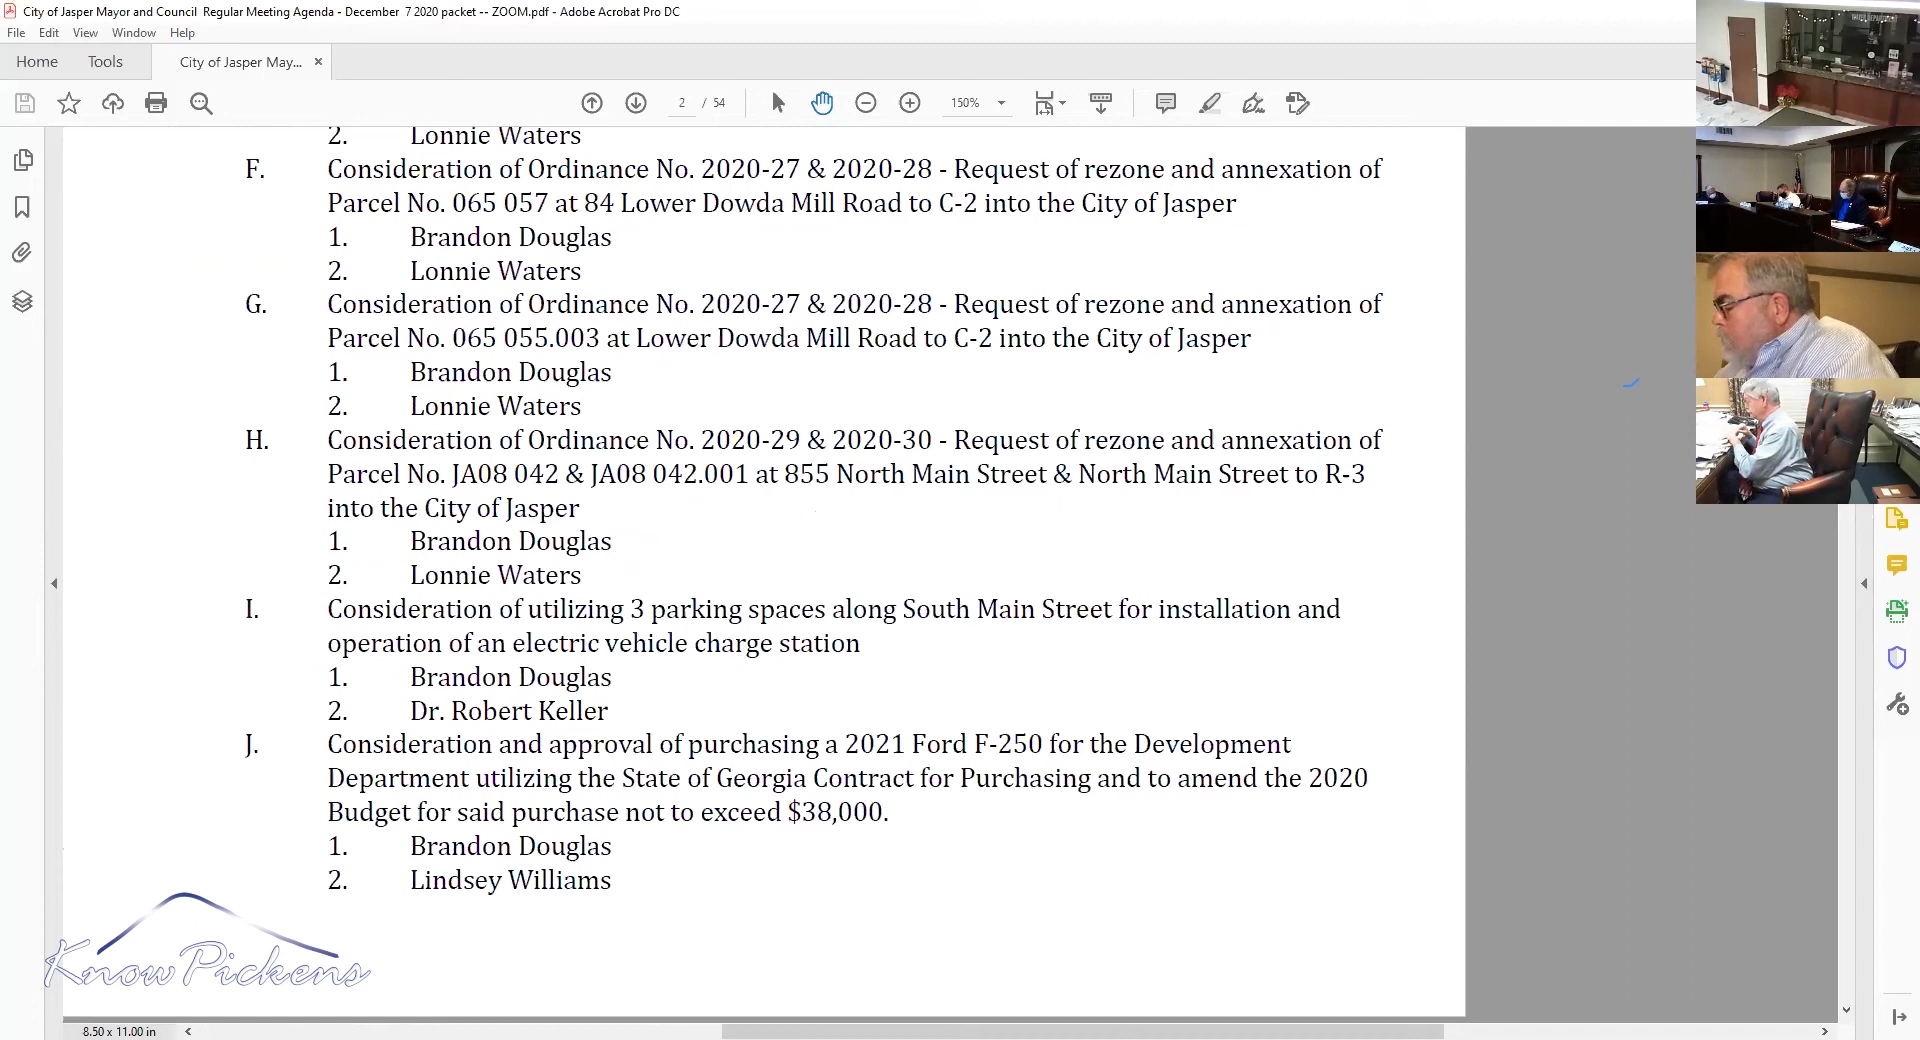 City of Jasper Mayor and Council Regular Meeting Agenda - December 7 2020 packet -- ZOOM.pdf - Adobe Acrobat Pro DC
File Edit View Window Help
Home Tools City of Jasper May... ×
2 / 54 150%
2. Lonnie Waters
F. Consideration of Ordinance No. 2020-27 & 2020-28 - Request of rezone and annexation of
Parcel No. 065 057 at 84 Lower Dowda Mill Road to C-2 into the City of Jasper
1. Brandon Douglas
2. Lonnie Waters
G. Consideration of Ordinance No. 2020-27 & 2020-28 - Request of rezone and annexation of
Parcel No. 065 055.003 at Lower Dowda Mill Road to C-2 into the City of Jasper
1. Brandon Douglas
2. Lonnie Waters
H. Consideration of Ordinance No. 2020-29 & 2020-30 - Request of rezone and annexation of
Parcel No. JA08 042 & JA08 042.001 at 855 North Main Street & North Main Street to R-3
into the City of Jasper
1. Brandon Douglas
2. Lonnie Waters
I. Consideration of utilizing 3 parking spaces along South Main Street for installation and
operation of an electric vehicle charge station
1. Brandon Douglas
2. Dr. Robert Keller
J. Consideration and approval of purchasing a 2021 Ford F-250 for the Development
Department utilizing the State of Georgia Contract for Purchasing and to amend the 2020
Budget for said purchase not to exceed $38,000.
1. Brandon Douglas
2. Lindsey Williams
KnowPickens
8.50 x 11.00 in